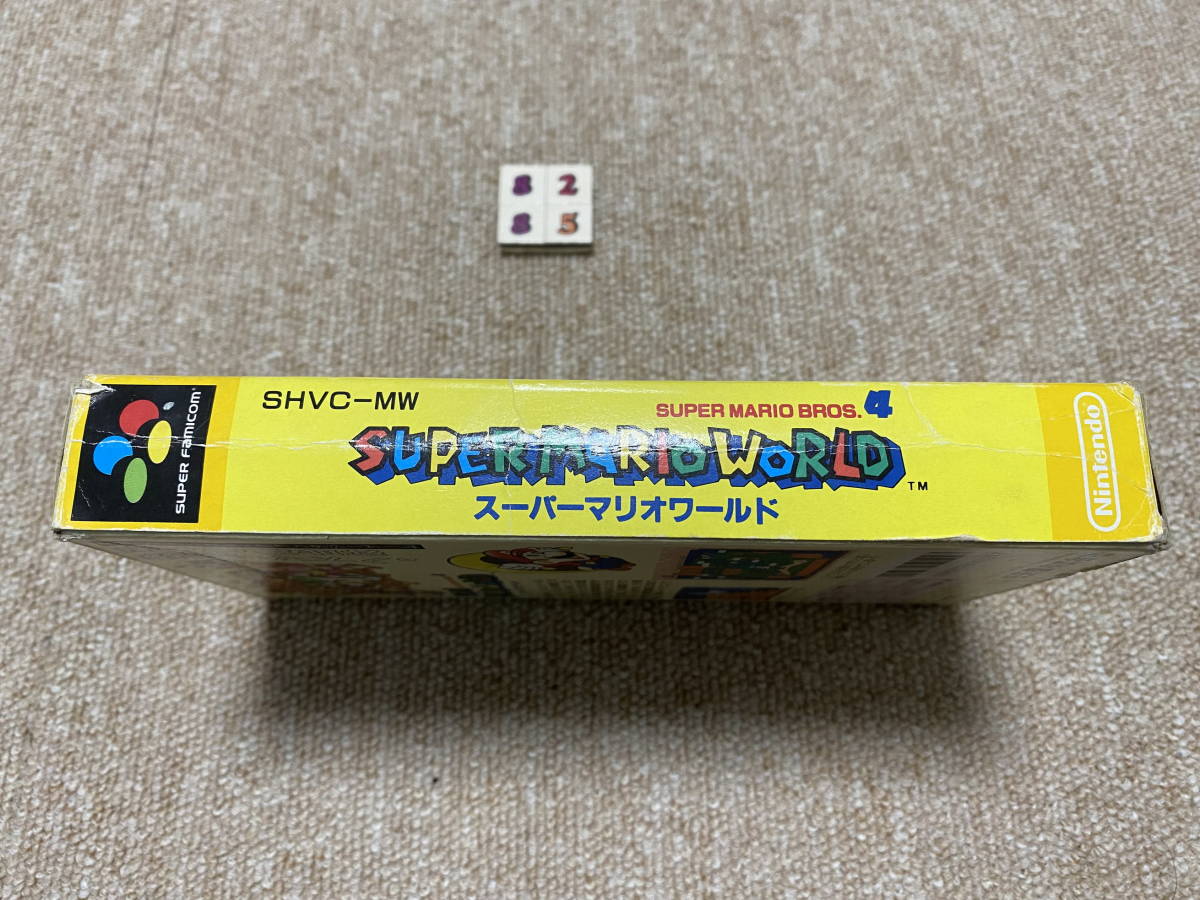 8 2
8 5
SUPER FAMICOM
SHVC-MW
SUPER MARIO BROS. 4
SUPER MARIO WORLD ™
スーパーマリオワールド
Nintendo